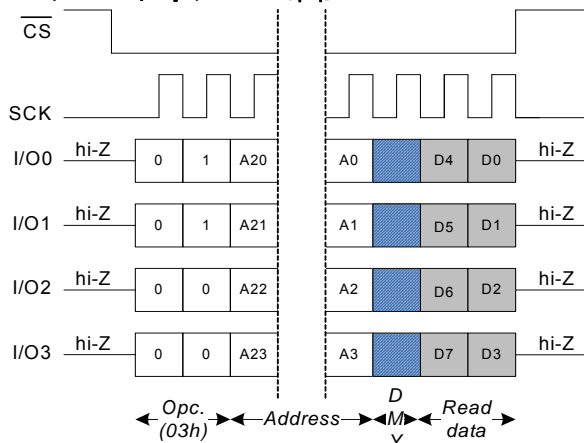 CS
SCK
I/O0 hi-Z 0 1 A20 A0 D4 D0 hi-Z
I/O1 hi-Z 0 1 A21 A1 D5 D1 hi-Z
I/O2 hi-Z 0 0 A22 A2 D6 D2 hi-Z
I/O3 hi-Z 0 0 A23 A3 D7 D3 hi-Z
Opc. (03h)
Address
D
M
Y
Read
data